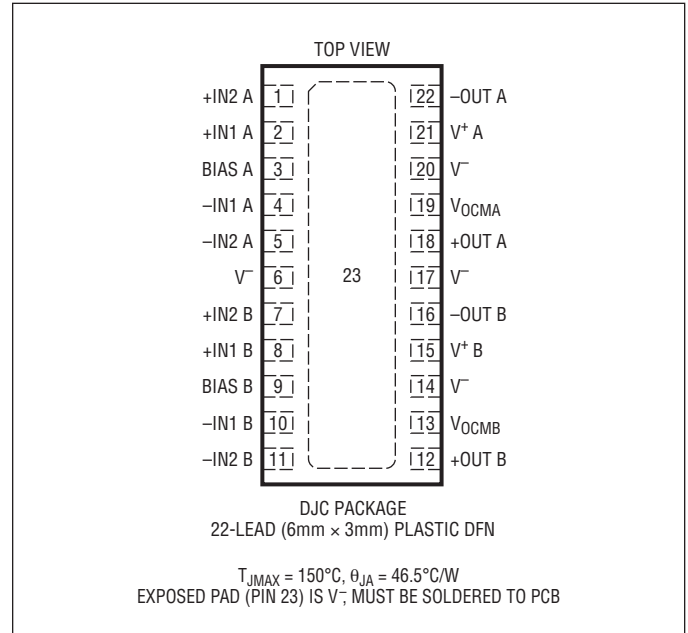 TOP VIEW
+IN2 A 1 22 –OUT A
+IN1 A 2 21 V+ A
BIAS A 3 20 V–
–IN1 A 4 19 VOCMA
–IN2 A 5 18 +OUT A
V– 6 23 17 V–
+IN2 B 7 16 –OUT B
+IN1 B 8 15 V+ B
BIAS B 9 14 V–
–IN1 B 10 13 VOCMB
–IN2 B 11 12 +OUT B
DJC PACKAGE
22-LEAD (6mm × 3mm) PLASTIC DFN
TJMAX = 150°C, θJA = 46.5°C/W
EXPOSED PAD (PIN 23) IS V–, MUST BE SOLDERED TO PCB